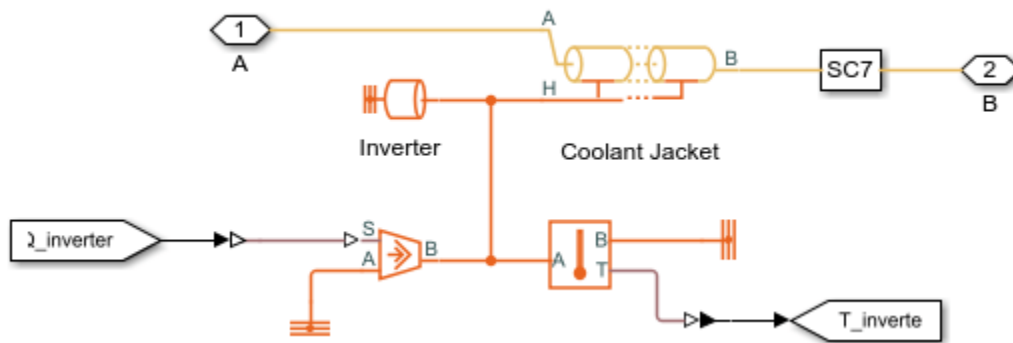 1
A
A
B
SC7
2
B
H
Inverter
Coolant Jacket
_inverter
S
A
B
A
B
T
T_inverte